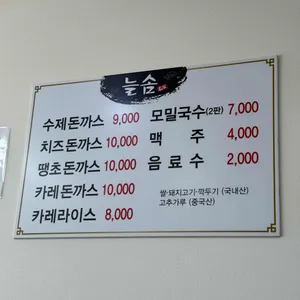 늘솜
수제돈까스 9,000
치즈돈까스 10,000
땡초돈까스 10,000
카레돈까스 10,000
카레라이스 8,000
모밀국수(2판) 7,000
맥 주 4,000
음료수 2,000
쌀·돼지고기·깍두기 (국내산)
고추가루 (중국산)